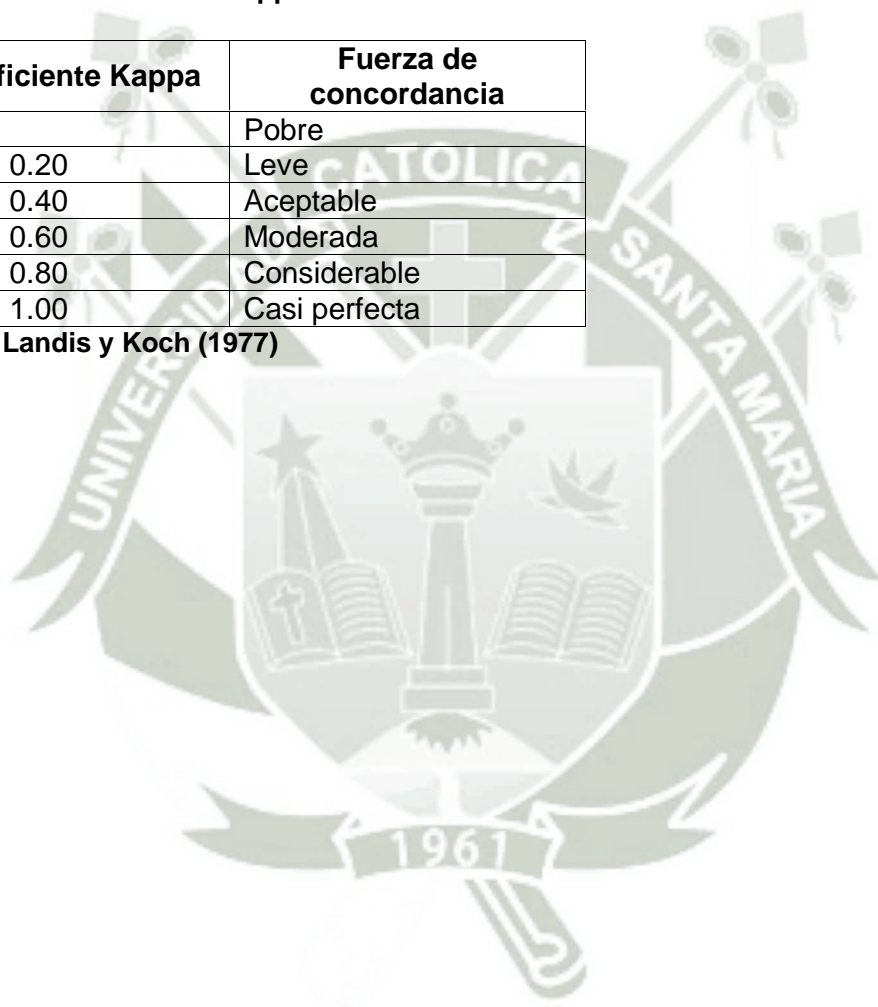 Kappa
Fuerza de
concordancia
Pobre
0.20 Leve
0.40 Aceptable
0.60 Moderada
0.80 Considerable
1.00 Casi perfecta
Landis y Koch (1977)
UNIVERSID CATOLICA SANTA MARIA
1961